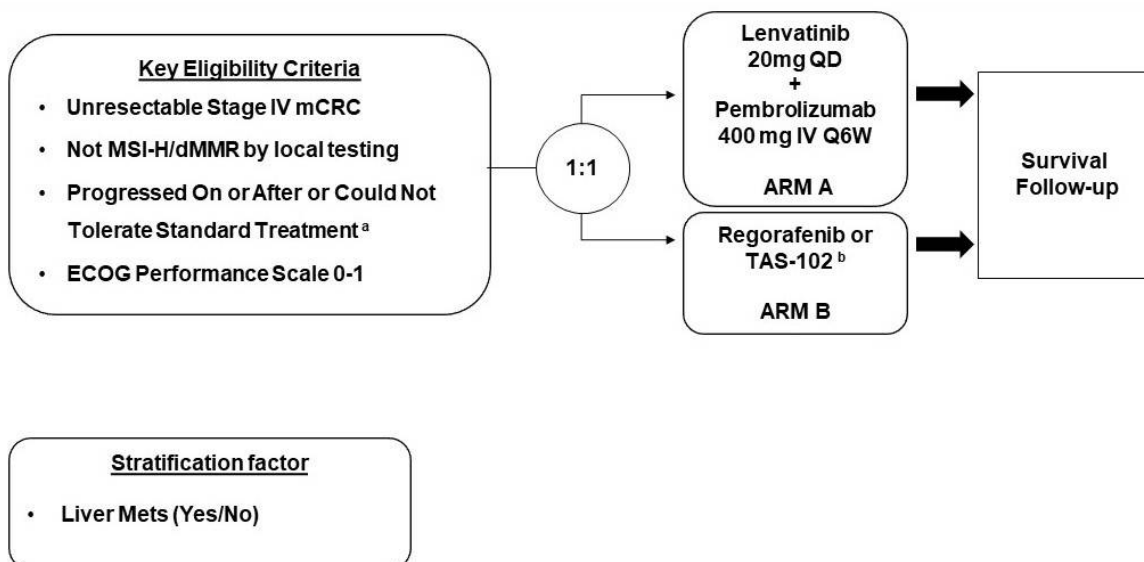 Key Eligibility Criteria
• Unresectable Stage IV mCRC
• Not MSI-H/dMMR by local testing
• Progressed On or After or Could Not
Tolerate Standard Treatment a
• ECOG Performance Scale 0-1
1:1
Lenvatinib
20mg QD
+
Pembrolizumab
400 mg IV Q6W
ARM A
Regorafenib or
TAS-102 b
ARM B
Survival
Follow-up
Stratification factor
• Liver Mets (Yes/No)